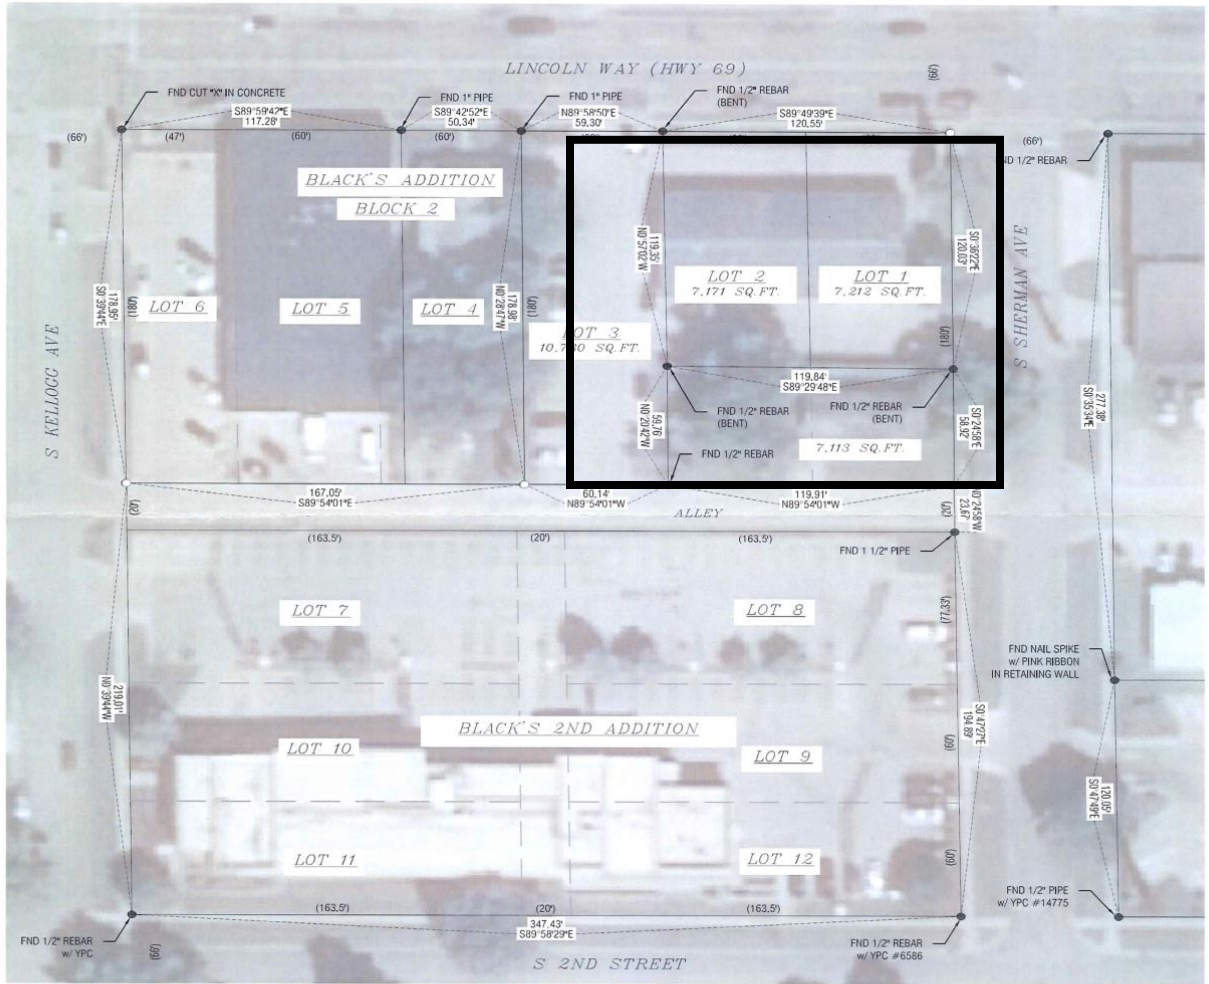 LINCOLN WAY (HWY 69)
(66')
FND CUT "X" IN CONCRETE
FND 1" PIPE
FND 1" PIPE
FND 1/2" REBAR
(BENT)
S89°59'42"E
117.28'
S89°42'52"E
50.34'
N89°58'50"E
59.30'
S89°49'39"E
120.55'
(66')
(47')
(60)
(60')
(66')
ND 1/2" REBAR
BLACK'S ADDITION
BLOCK 2
S KELLOGG AVE
S SHERMAN AVE
178.95'
S0°39'44"E
(180')
LOT 6
LOT 5
LOT 4
178.98'
N0°28'47"W
(180')
LOT 3
SQ.FT.
119.35'
N0°57'02"W
LOT 2
7,171 SQ.FT.
LOT 1
7,212 SQ.FT.
S0°36'22"E
120.03'
(180')
119.84'
S89°29'48"E
FND 1/2" REBAR
(BENT)
FND 1/2" REBAR
(BENT)
59.76'
N0°20'42"W
FND 1/2" REBAR
7,113 SQ.FT.
S0°24'58"E
58.92'
277.38'
S0°35'34"E
167.05'
S89°54'01"E
60.14'
N89°54'01"W
119.91'
N89°54'01"W
N0°24'58"W
23.67'
(20')
ALLEY
(20')
(163.5')
(20')
(163.5')
FND 1 1/2" PIPE
LOT 7
LOT 8
(77.33')
FND NAIL SPIKE
w/ PINK RIBBON
IN RETAINING WALL
219.01'
N0°39'44"W
BLACK'S 2ND ADDITION
S0°47'27"E
194.89'
LOT 10
LOT 9
(60')
120.05'
S0°47'49"E
LOT 11
LOT 12
(60')
FND 1/2" PIPE
w/ YPC #14775
(163.5')
(20')
(163.5')
347.43'
S89°58'29"E
FND 1/2" REBAR
w/ YPC
(66')
FND 1/2" REBAR
w/ YPC #6586
S 2ND STREET